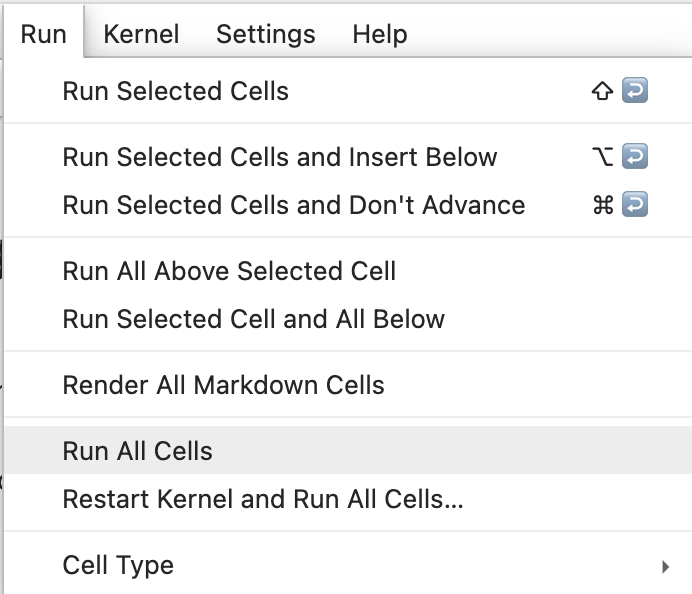 Run Kernel Settings Help
Run Selected Cells ⇧ ↩
Run Selected Cells and Insert Below ⌥ ↩
Run Selected Cells and Don't Advance ⌘ ↩
Run All Above Selected Cell
Run Selected Cell and All Below
Render All Markdown Cells
Run All Cells
Restart Kernel and Run All Cells…
Cell Type